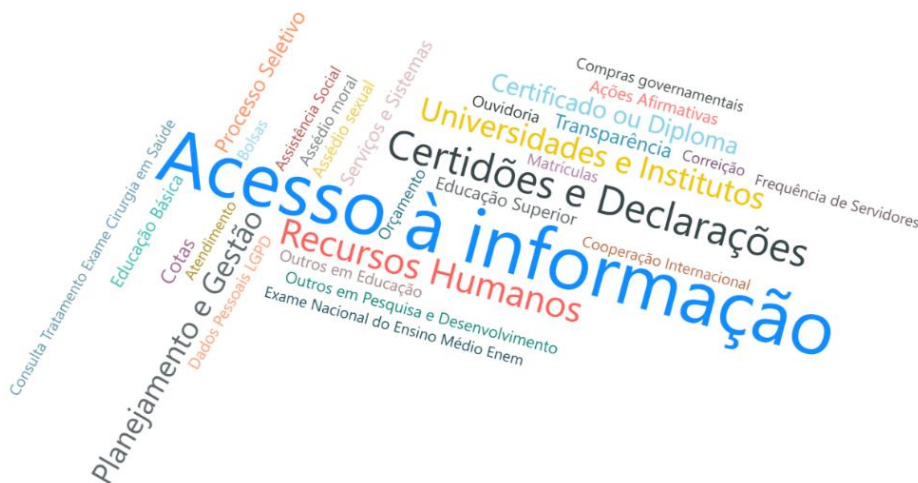 Processo Seletivo
Bolsas
Assistência Social
Assédio moral
Assédio sexual
Serviços e Sistemas
Compras governamentais
Ações Afirmativas
Certificado ou Diploma
Ouvidoria
Transparência
Universidades e Institutos
Correição
Frequência de Servidores
Matrículas
Certidões e Declarações
Educação Superior
Orçamento
Acesso à informação
Cooperação Internacional
Recursos Humanos
Outros em Educação
Outros em Pesquisa e Desenvolvimento
Exame Nacional do Ensino Médio Enem
Consulta Tratamento Exame Cirurgia em Saúde
Educação Básica
Cotas
Atendimento
Planejamento e Gestão
Dados Pessoais LGPD